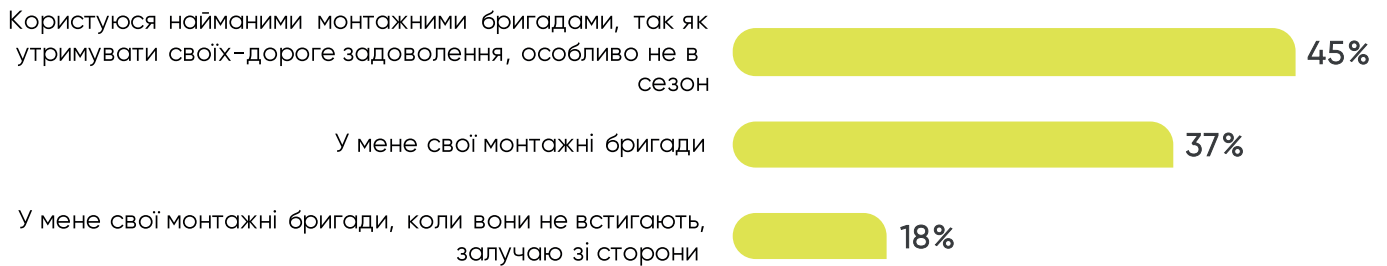 Користуюся найманими монтажними бригадами, так як
утримувати своїх-дороге задоволення, особливо не в
сезон
45%
У мене свої монтажні бригади
37%
У мене свої монтажні бригади, коли вони не встигають,
залучаю зі сторони
18%